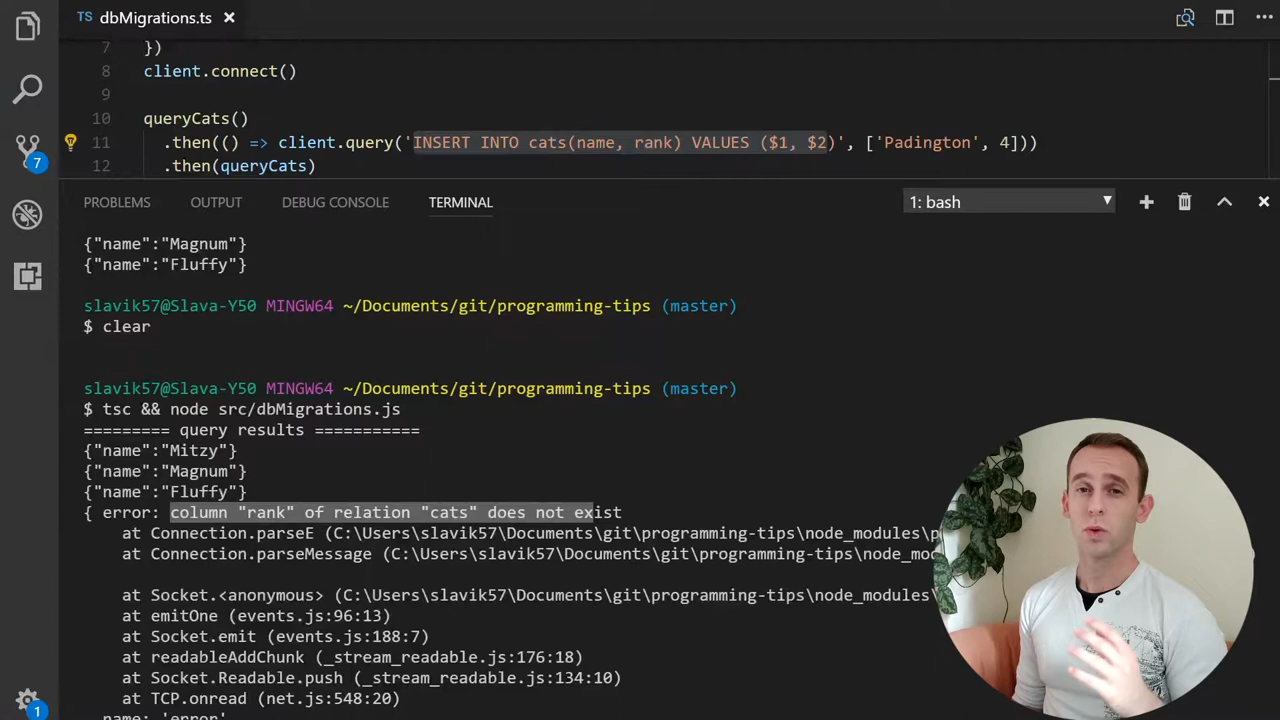 TS dbMigrations.ts
7 })
8 client.connect()
9
10 queryCats()
11 .then(() => client.query('INSERT INTO cats(name, rank) VALUES ($1, $2)', ['Padington', 4]))
12 .then(queryCats)
7
PROBLEMS OUTPUT DEBUG CONSOLE TERMINAL 1: bash
{"name":"Magnum"}
{"name":"Fluffy"}
slavik57@Slava-Y50 MINGW64 ~/Documents/git/programming-tips (master)
$ clear
slavik57@Slava-Y50 MINGW64 ~/Documents/git/programming-tips (master)
$ tsc && node src/dbMigrations.js
========= query results ===========
{"name":"Mitzy"}
{"name":"Magnum"}
{"name":"Fluffy"}
{ error: column "rank" of relation "cats" does not exist
at Connection.parseE (C:\Users\slavik57\Documents\git\programming-tips\node_modules\p
at Connection.parseMessage (C:\Users\slavik57\Documents\git\programming-tips\node_mod
at Socket.<anonymous> (C:\Users\slavik57\Documents\git\programming-tips\node_modules\
at emitOne (events.js:96:13)
at Socket.emit (events.js:188:7)
at readableAddChunk (_stream_readable.js:176:18)
at Socket.Readable.push (_stream_readable.js:134:10)
at TCP.onread (net.js:548:20)
name: 'error'
1